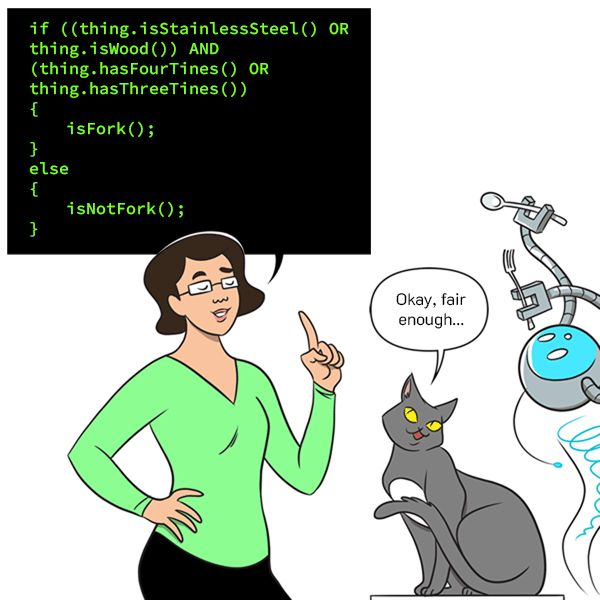 if ((thing.isStainlessSteel() OR
thing.isWood()) AND
(thing.hasFourTines() OR
thing.hasThreeTines())
{
isFork();
}
else
{
isNotFork();
}
Okay, fair
enough...